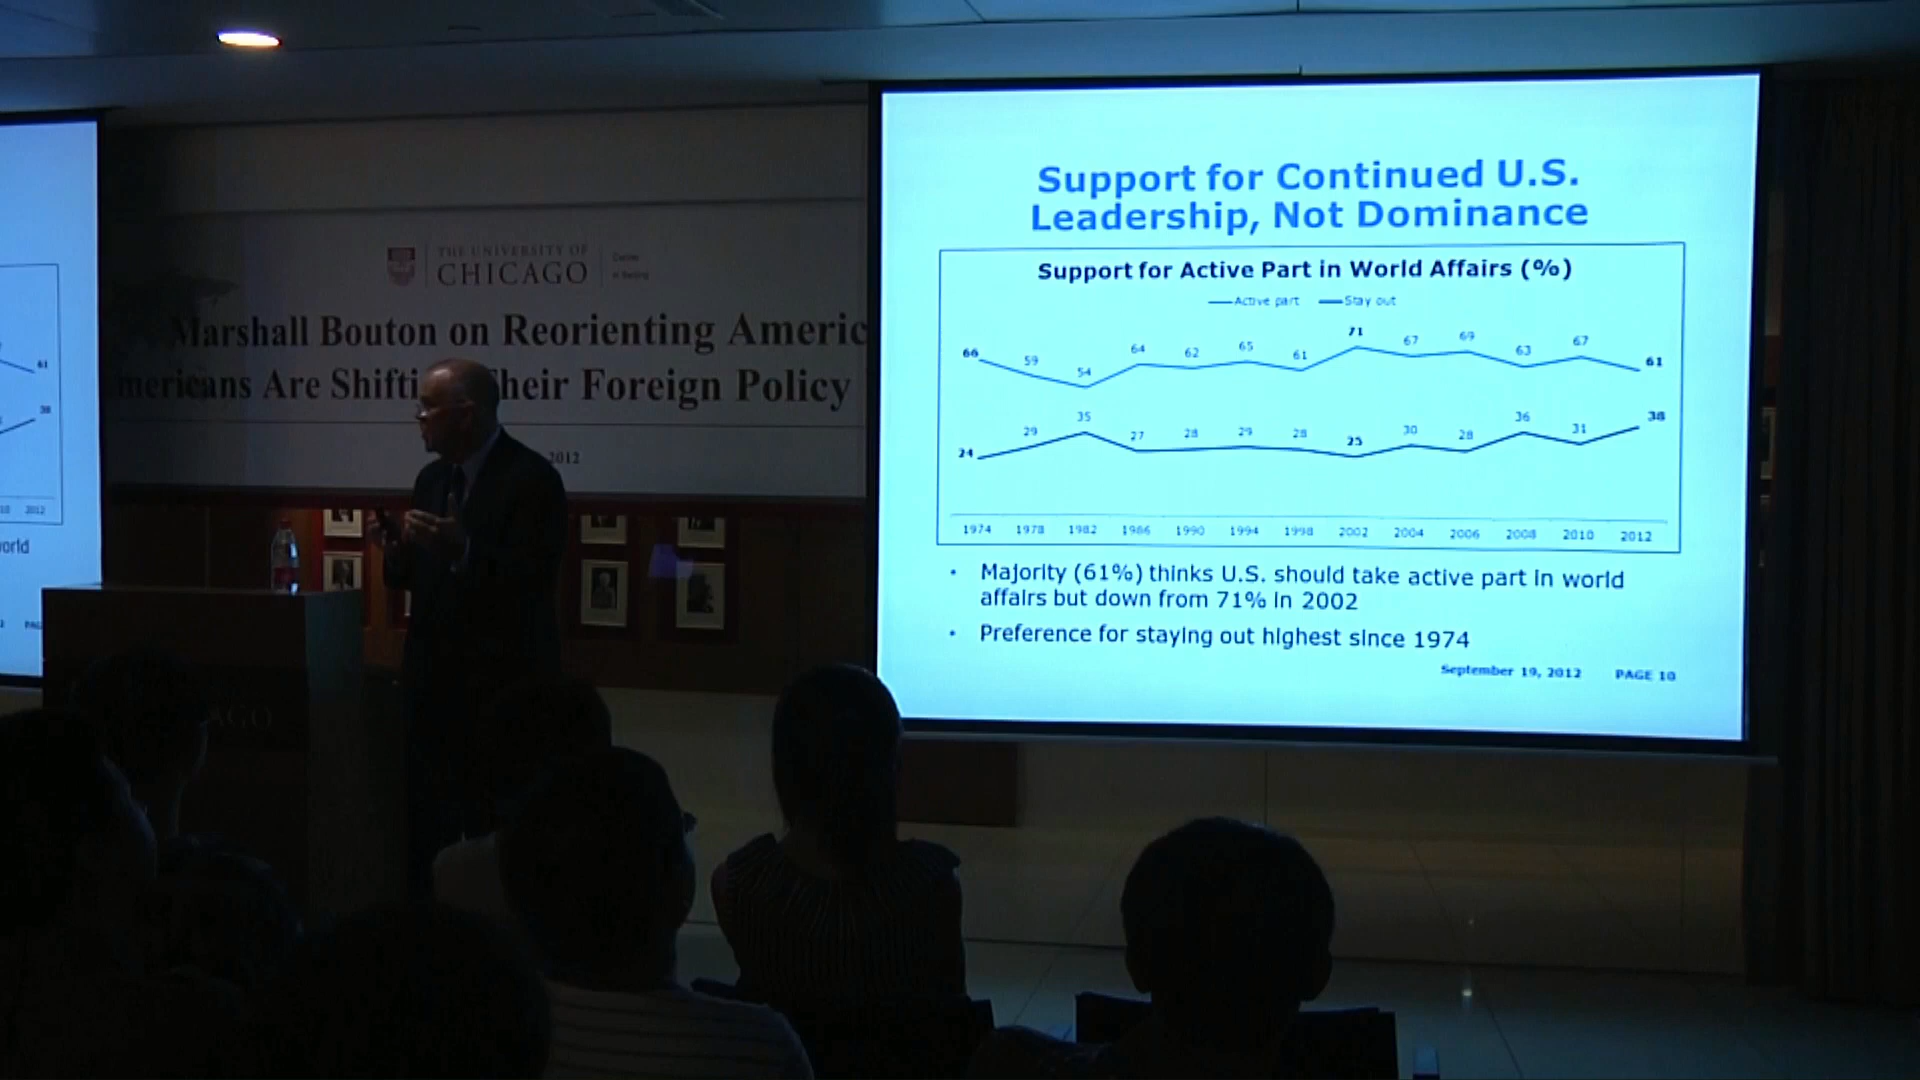 61
38
10 2012
orld
THE UNIVERSITY OF
CHICAGO
Center
in Beijing
Marshall Bouton on Reorienting Americ
mericans Are Shifti heir Foreign Policy
2012
AGO
Support for Continued U.S.
Leadership, Not Dominance
Support for Active Part in World Affairs (%)
Active part Stay out
66 59 54 64 62 65 61 71 67 69 63 67 61
24 29 35 27 28 29 28 25 30 28 36 31 38
1974 1978 1982 1986 1990 1994 1998 2002 2004 2006 2008 2010 2012
• Majority (61%) thinks U.S. should take active part in world
affairs but down from 71% in 2002
• Preference for staying out highest since 1974
September 19, 2012 PAGE 10